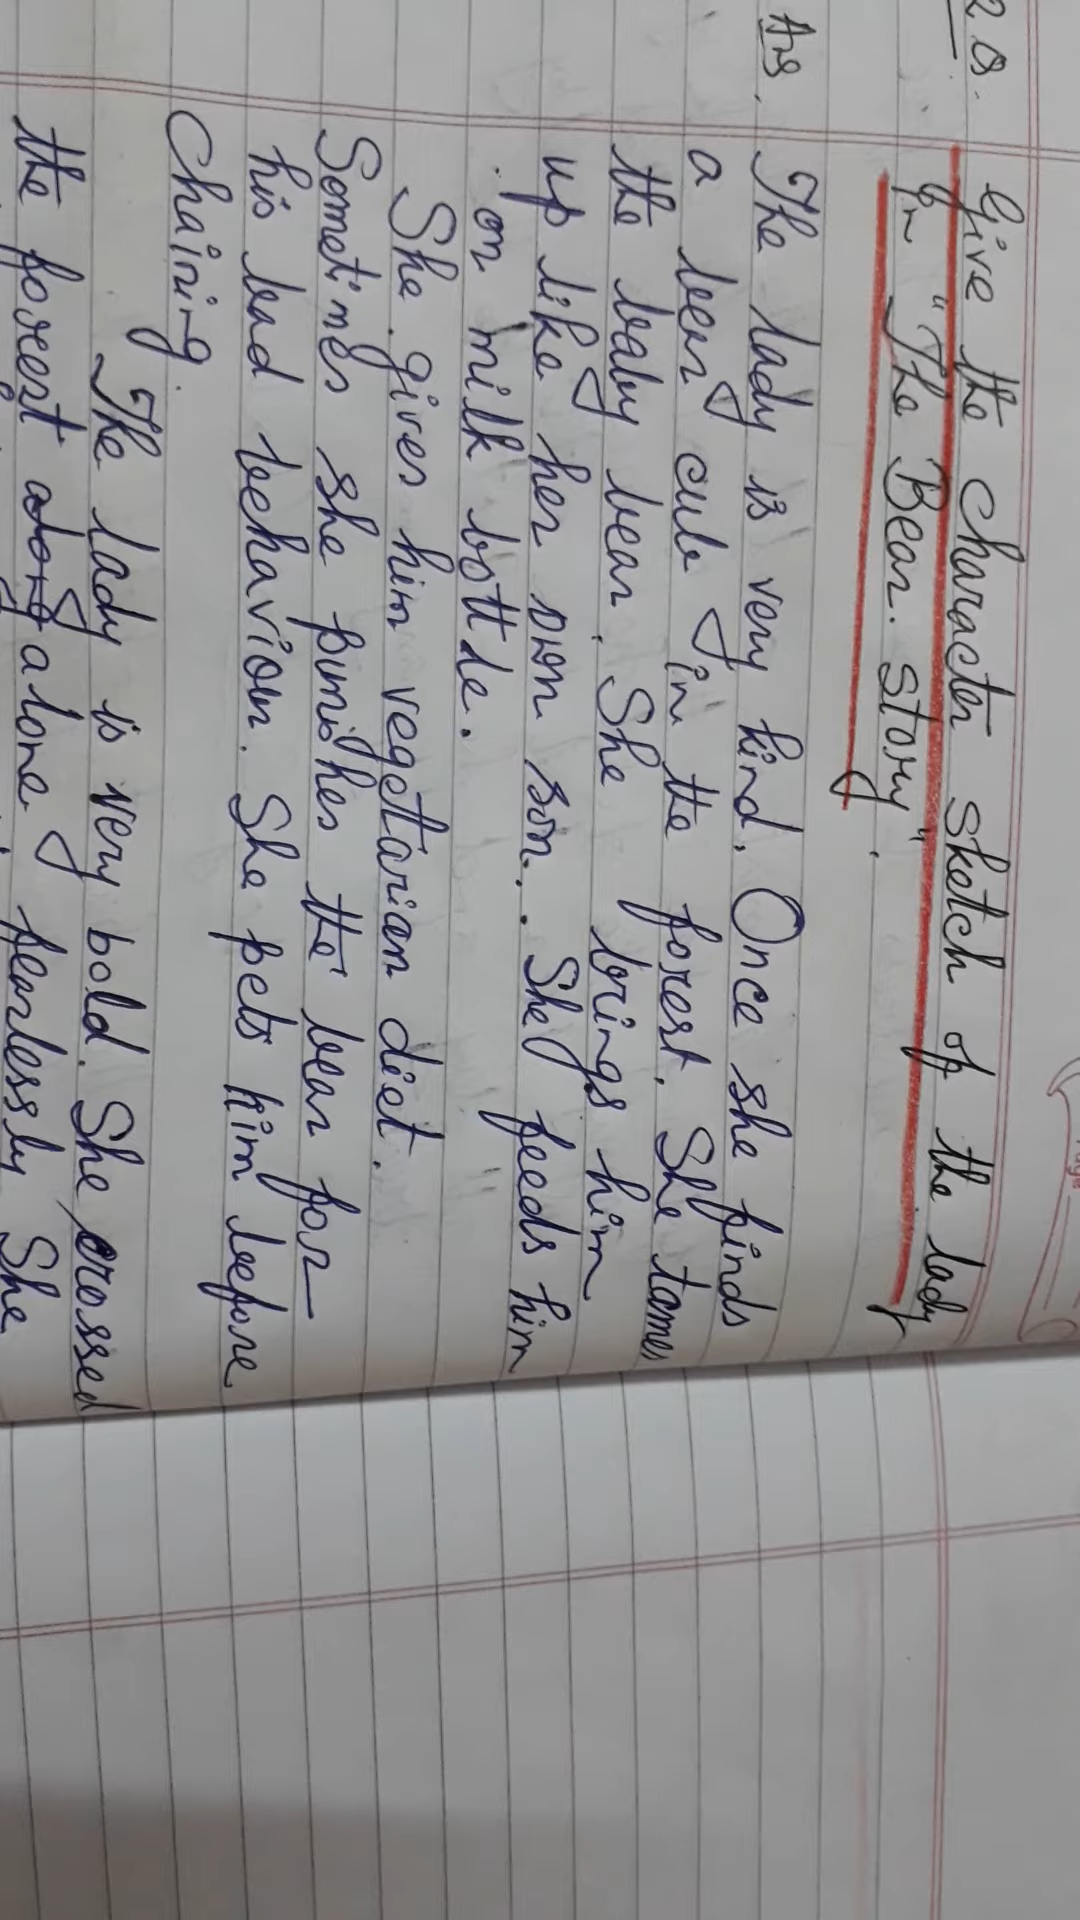 2 Q.
Give the character sketch of the lady
in "The Bear. story".
Ans. The lady is very kind. Once she finds
a bear cub in the forest. She tames
the baby bear. She brings him
up like her own son. She feeds him
on milk bottle.
She gives him vegettarian diet.
Sometimes she punishes the bear for
his bad behaviour. She pets him before
Chaining.
The lady is very bold. She crossed
the forest along alone fearlessly She